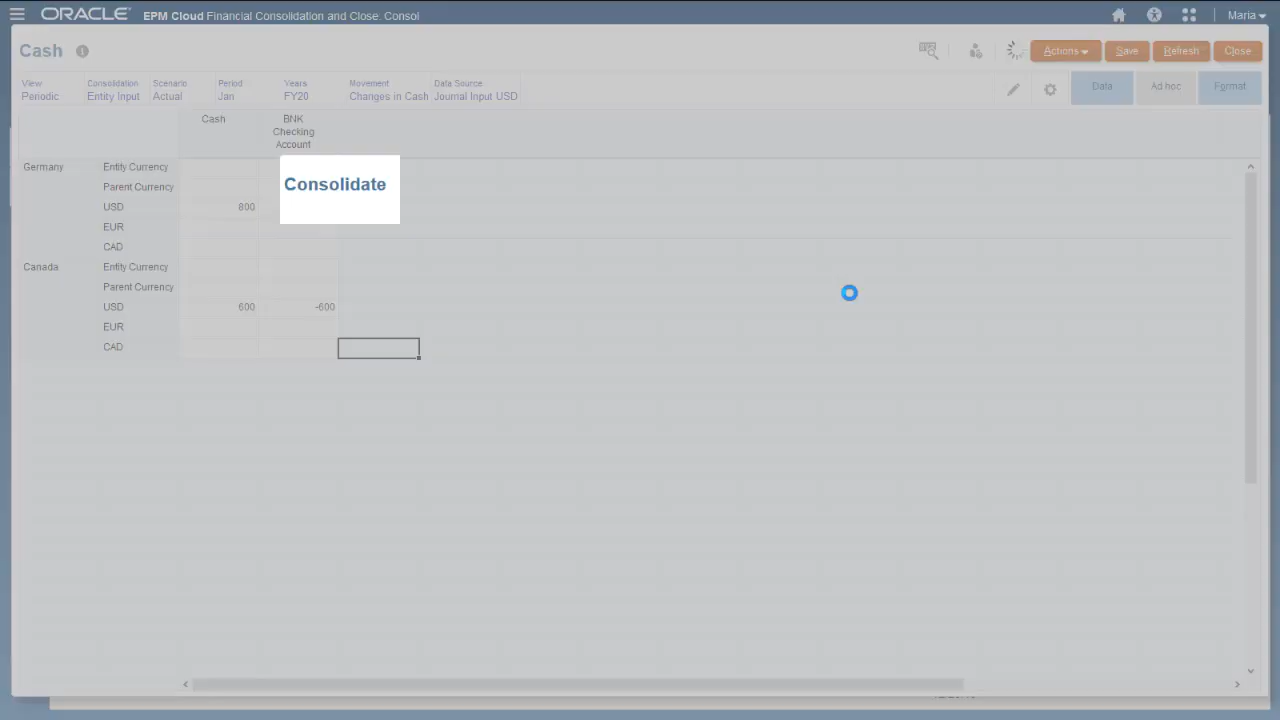 ORACLE® EPM Cloud Financial Consolidation and Close: Consol Maria
Cash Actions Save Refresh Close
View Consolidation Scenario Period Years Movement Data Source
Periodic Entity Input Actual Jan FY20 Changes in Cash Journal Input USD Data Ad hoc Format
Cash BNK
Checking
Account
Germany Entity Currency
Consolidate
Parent Currency
USD 800
EUR
CAD
Canada Entity Currency
Parent Currency
USD 600 -600
EUR
CAD